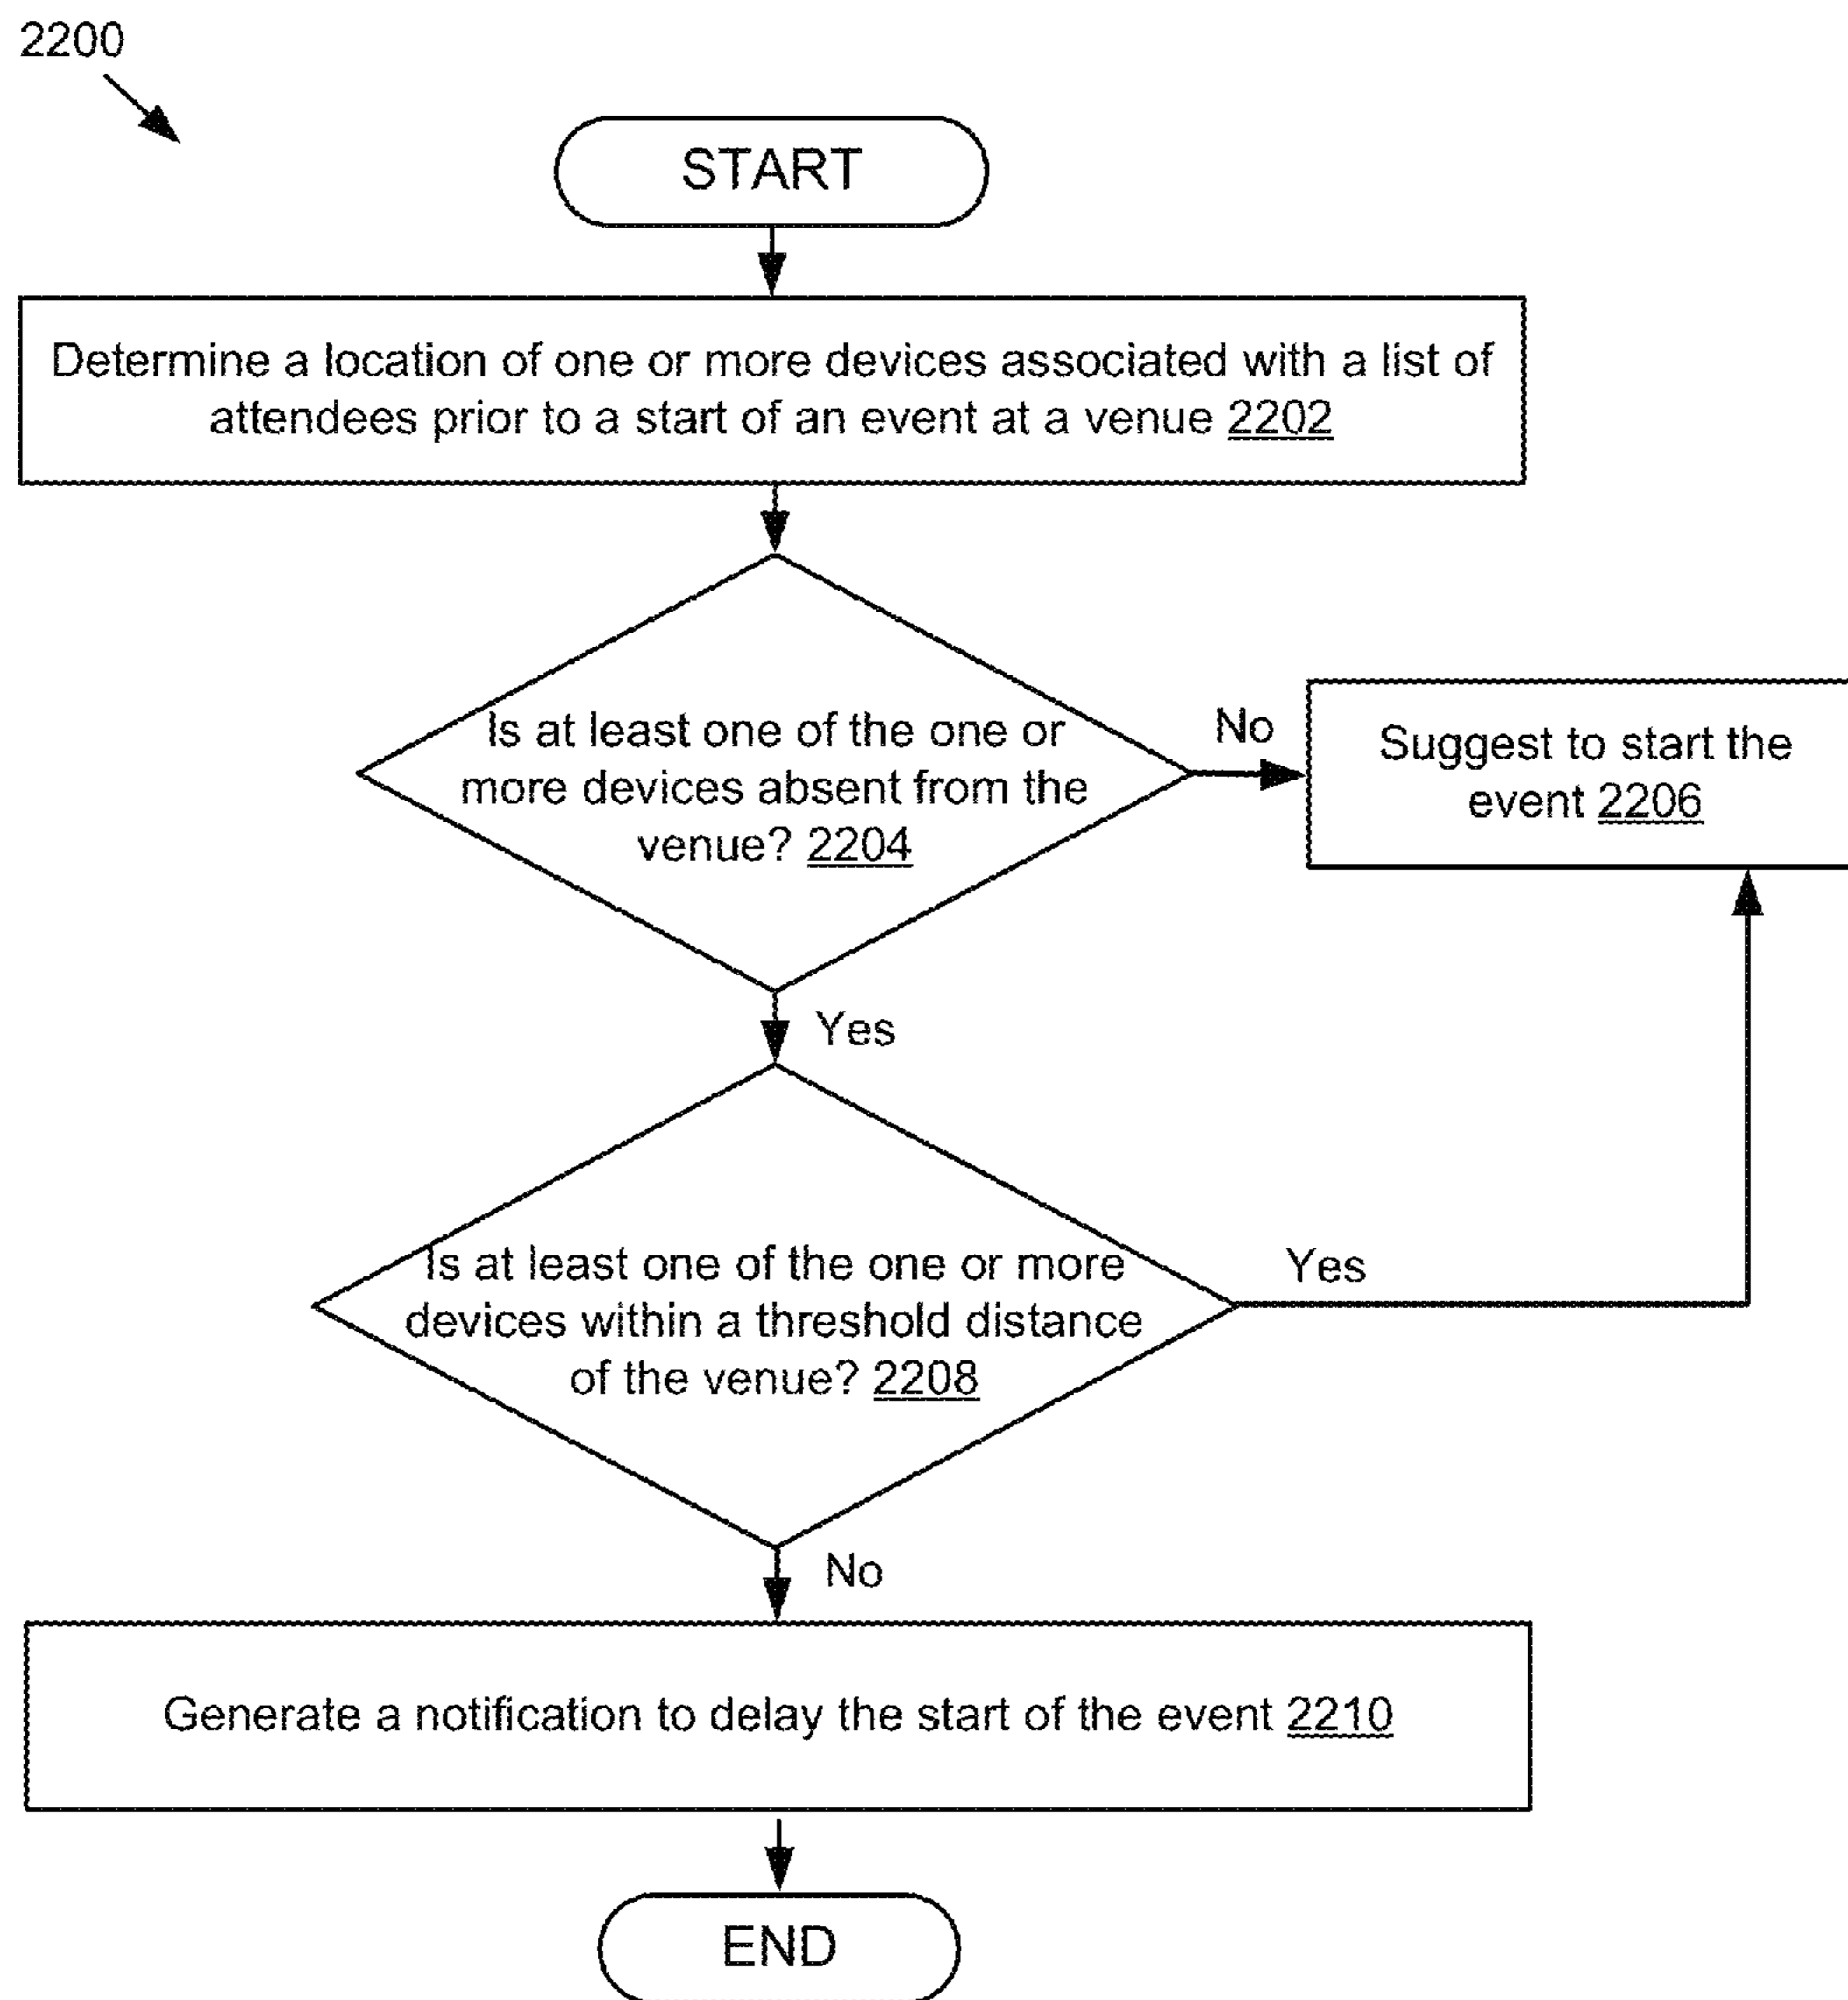 2200
START
Determine a location of one or more devices associated with a list of
attendees prior to a start of an event at a venue 2202
Is at least one of the one or
more devices absent from the
venue? 2204
No
Suggest to start the
event 2206
Yes
Is at least one of the one or more
devices within a threshold distance
of the venue? 2208
Yes
No
Generate a notification to delay the start of the event 2210
END